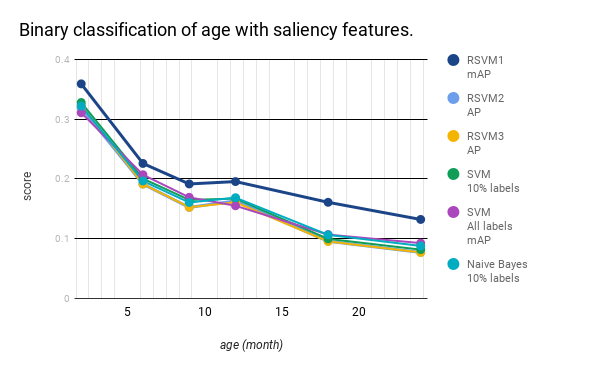 Binary classification of age with saliency features.
0.4
0.3
0.2
0.1
0
score
5
10
15
20
age (month)
RSVM1
mAP
RSVM2
AP
RSVM3
AP
SVM
10% labels
SVM
All labels
mAP
Naive Bayes
10% labels